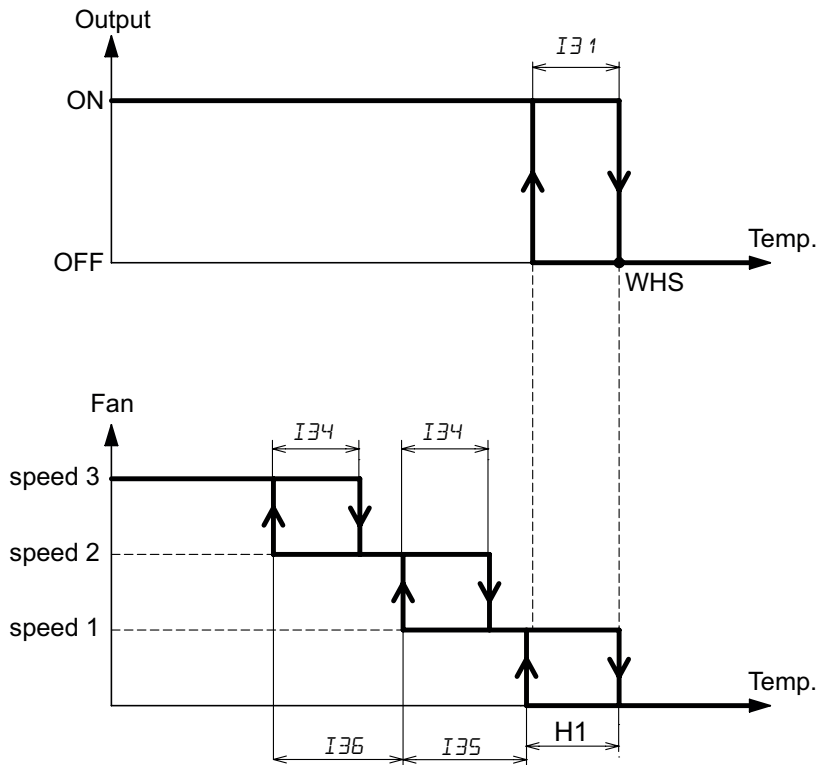 Output
I31
ON
Temp.
OFF
WHS
Fan
I34 I34
speed 3
speed 2
speed 1
Temp.
I36 I35 H1